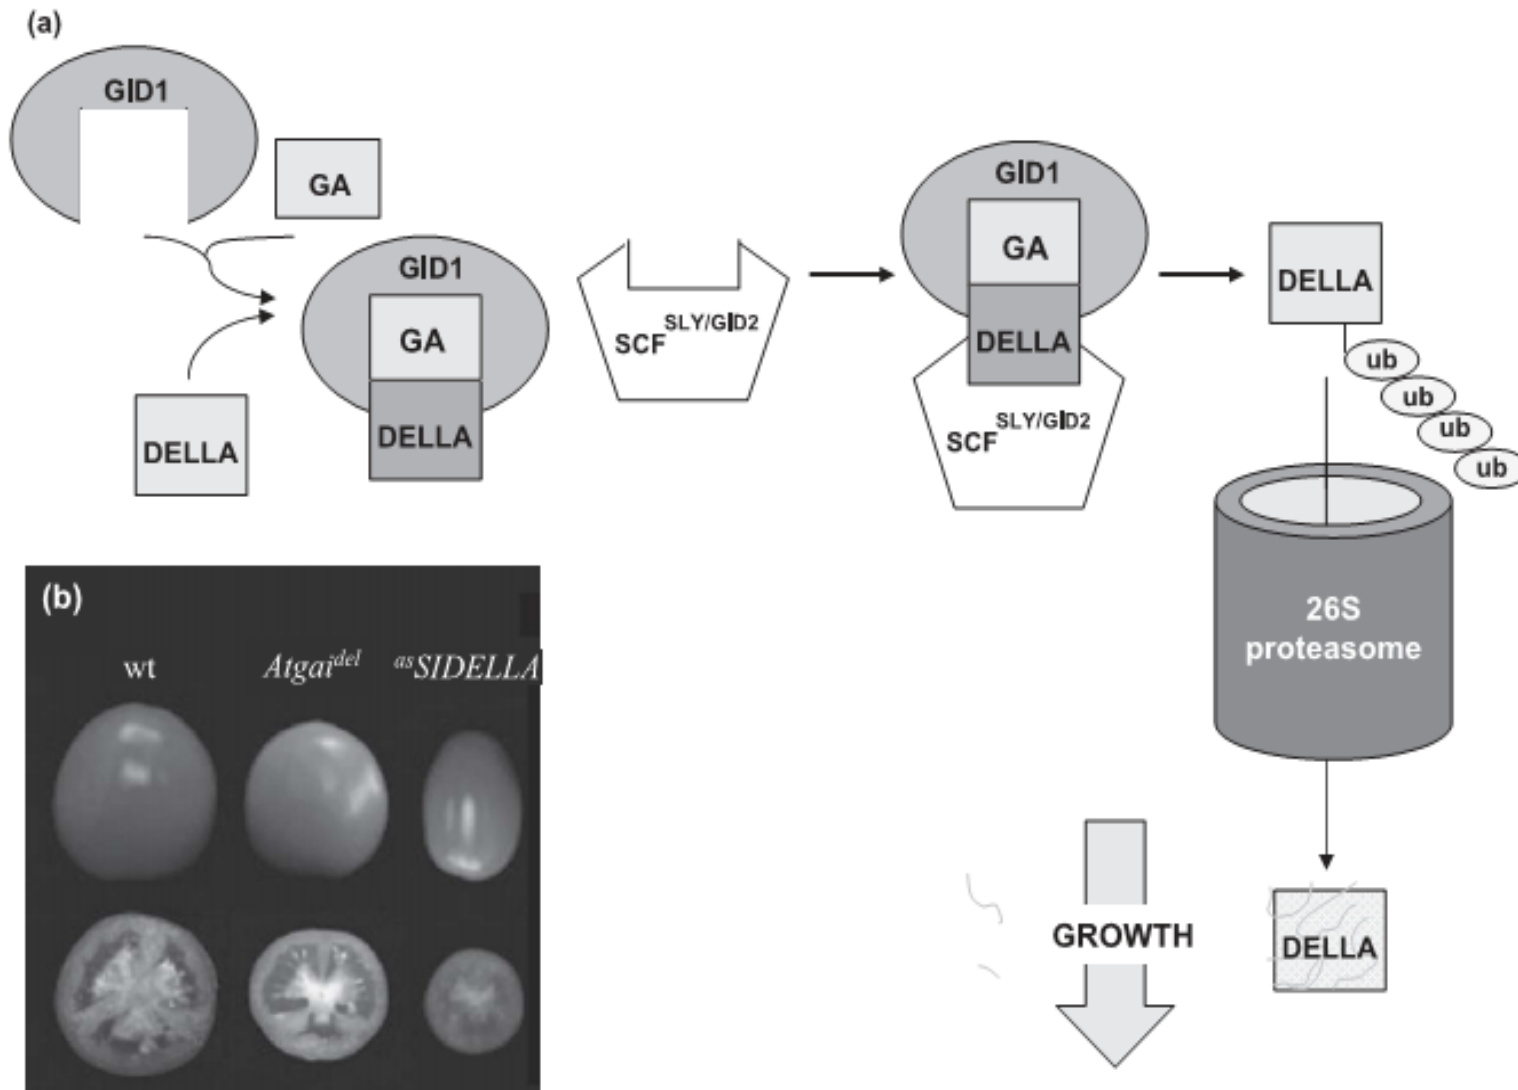 (a)
GID1
GA
DELLA
GID1
GA
DELLA
SCF SLY/GID2
GID1
GA
DELLA
SCF SLY/GID2
DELLA
ub
ub
ub
ub
26S
proteasome
DELLA
GROWTH
(b)
wt
Atgai del
as SlDELLA